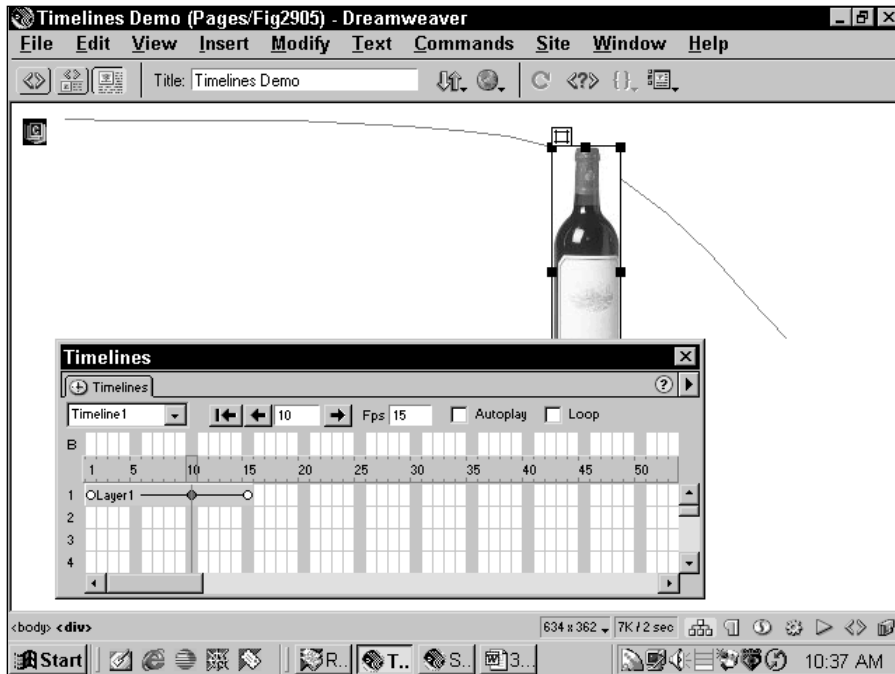 Timelines Demo (Pages/Fig2905) - Dreamweaver
File Edit View Insert Modify Text Commands Site Window Help
Title: Timelines Demo
Timelines
Timelines
Timeline1 10 Fps 15 Autoplay Loop
B
1 5 10 15 20 25 30 35 40 45 50
1 Layer1
2
3
4
<body> <div> 634 x 362 7K / 2 sec
Start R.. T.. S.. 3... 10:37 AM